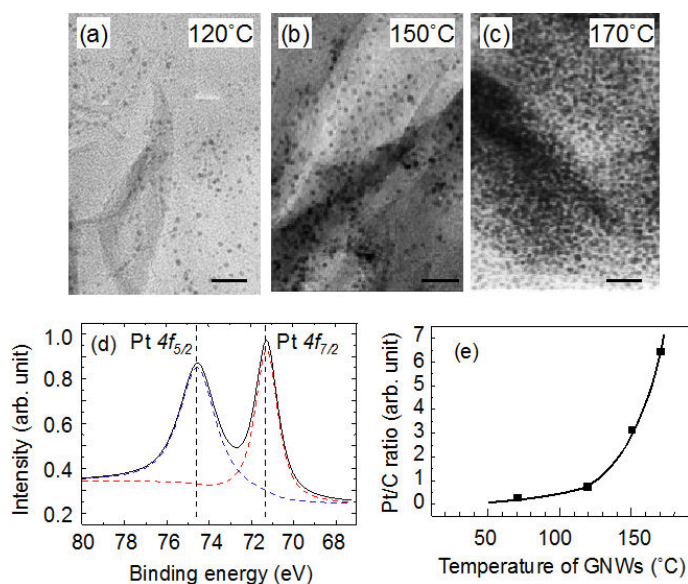 (a) 120˚C
(b) 150˚C
(c) 170˚C
(d) Pt 4f5/2 Pt 4f7/2
1.0
0.8
0.6
0.4
0.2
Intensity (arb. unit)
80 78 76 74 72 70 68
Binding energy (eV)
(e)
7
6
5
4
3
2
1
0
Pt/C ratio (arb. unit)
50 100 150
Temperature of GNWs (˚C)